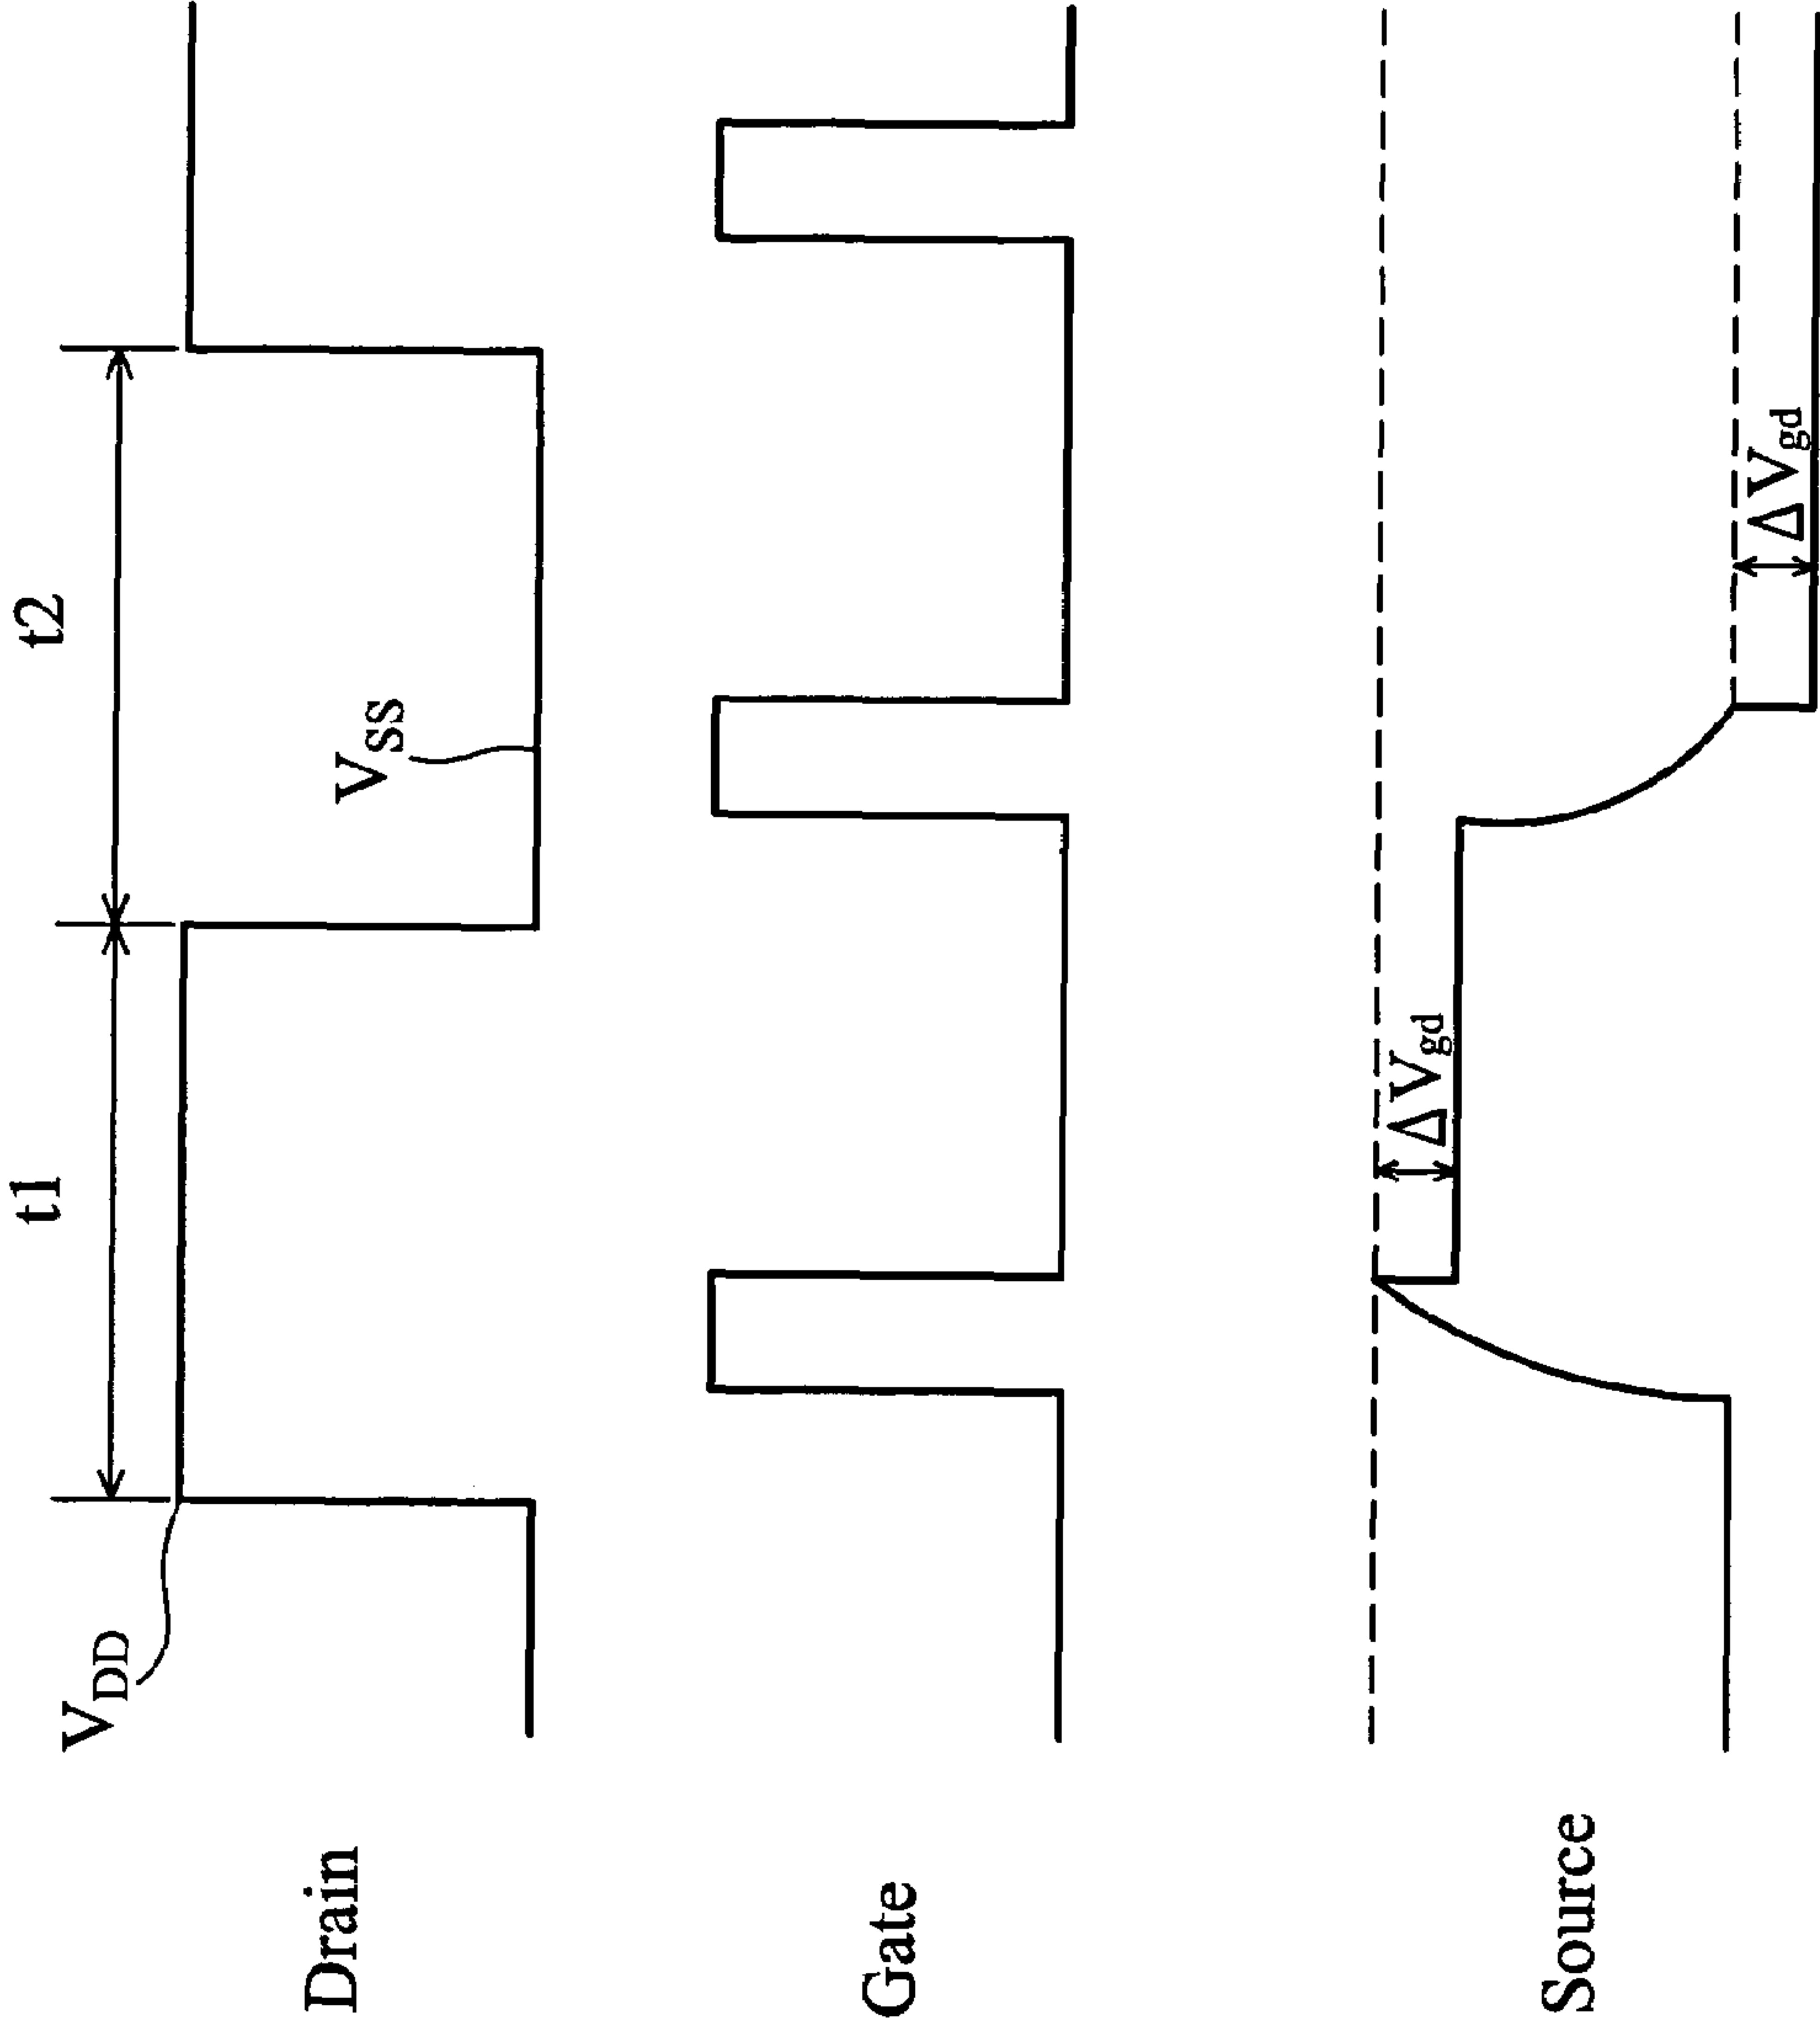 t1
t2
V_DD
V_SS
Drain
Gate
ΔV_gd
ΔV_gd
Source